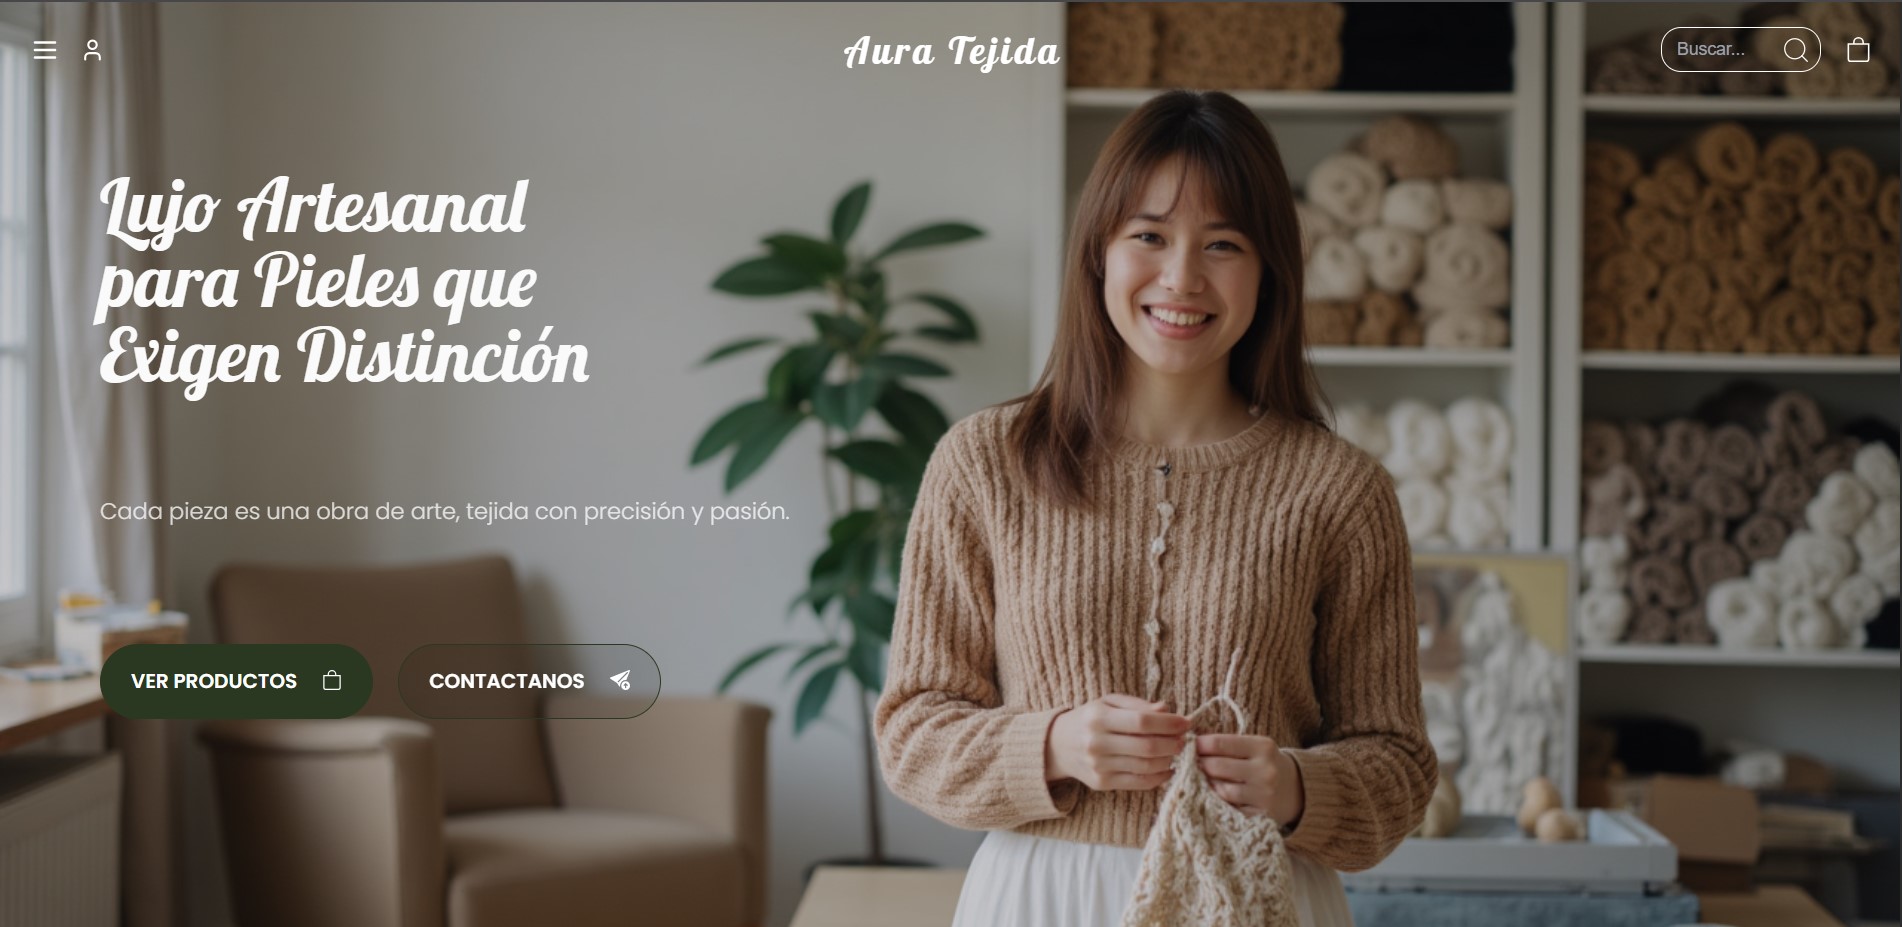 Aura Tejida
Buscar...
Lujo Artesanal
para Pieles que
Exigen Distinción
Cada pieza es una obra de arte, tejida con precisión y pasión.
VER PRODUCTOS
CONTACTANOS